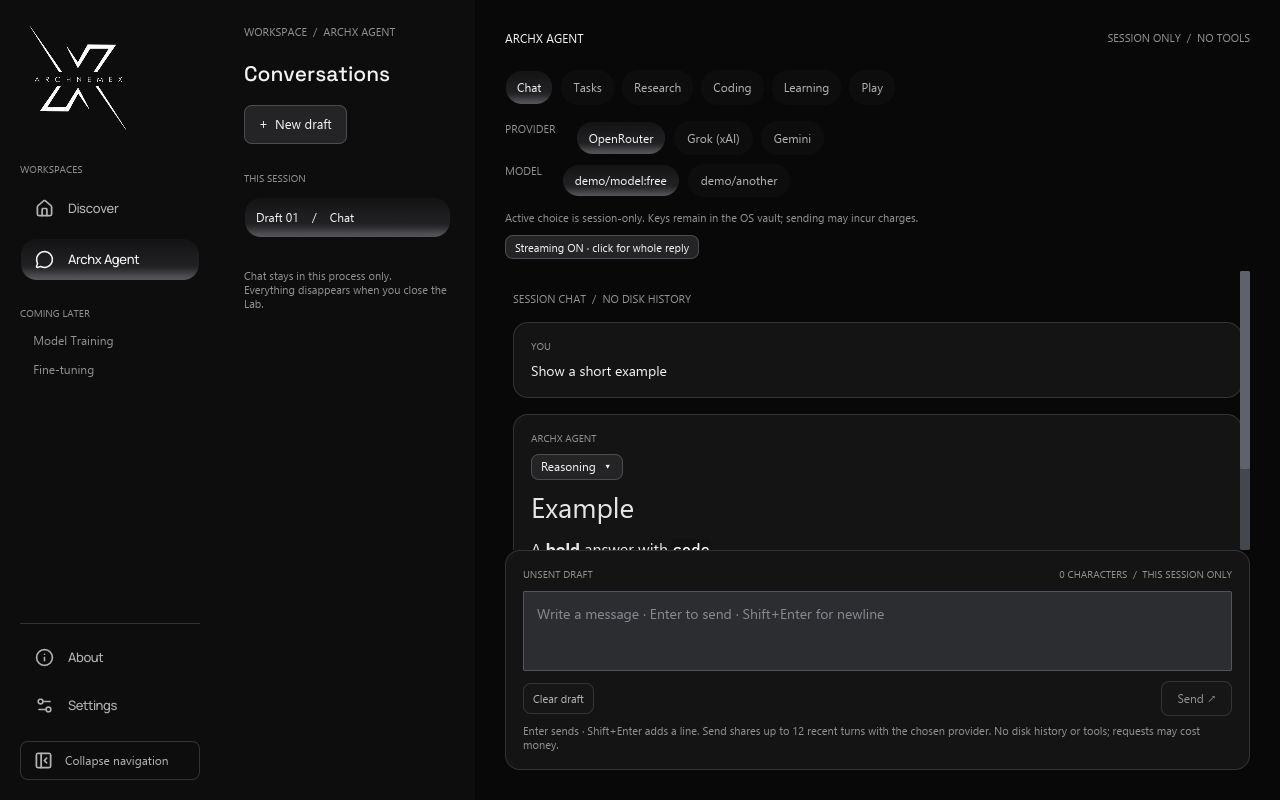 ARCHNEMEX
WORKSPACES
Discover
Archx Agent
COMING LATER
Model Training
Fine-tuning
About
Settings
Collapse navigation
WORKSPACE / ARCHX AGENT
Conversations
+ New draft
THIS SESSION
Draft 01 / Chat
Chat stays in this process only.
Everything disappears when you close the
Lab.
ARCHX AGENT
SESSION ONLY / NO TOOLS
Chat Tasks Research Coding Learning Play
PROVIDER OpenRouter Grok (xAI) Gemini
MODEL demo/model:free demo/another
Active choice is session-only. Keys remain in the OS vault; sending may incur charges.
Streaming ON · click for whole reply
SESSION CHAT / NO DISK HISTORY
YOU
Show a short example
ARCHX AGENT
Reasoning ▾
Example
A bold answer with code
UNSENT DRAFT
0 CHARACTERS / THIS SESSION ONLY
Write a message · Enter to send · Shift+Enter for newline
Clear draft
Send ↗
Enter sends · Shift+Enter adds a line. Send shares up to 12 recent turns with the chosen provider. No disk history or tools; requests may cost
money.